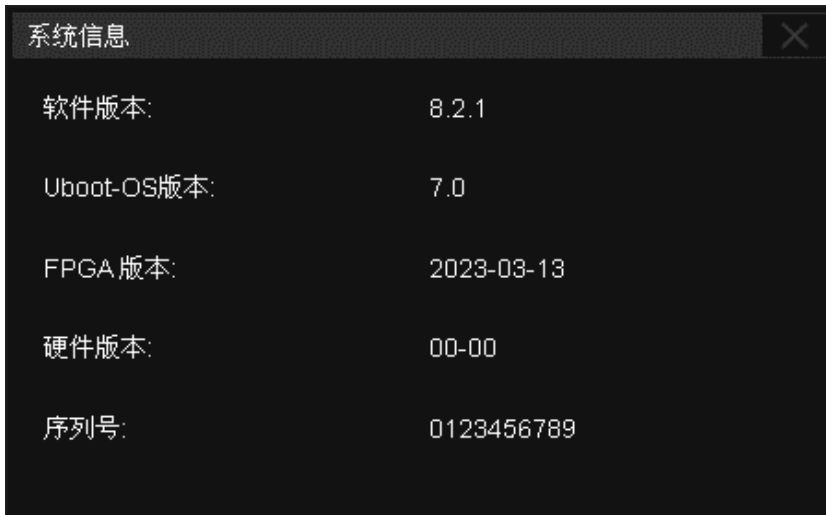 系统信息
软件版本: 8.2.1
Uboot-OS版本: 7.0
FPGA 版本: 2023-03-13
硬件版本: 00-00
序列号: 0123456789